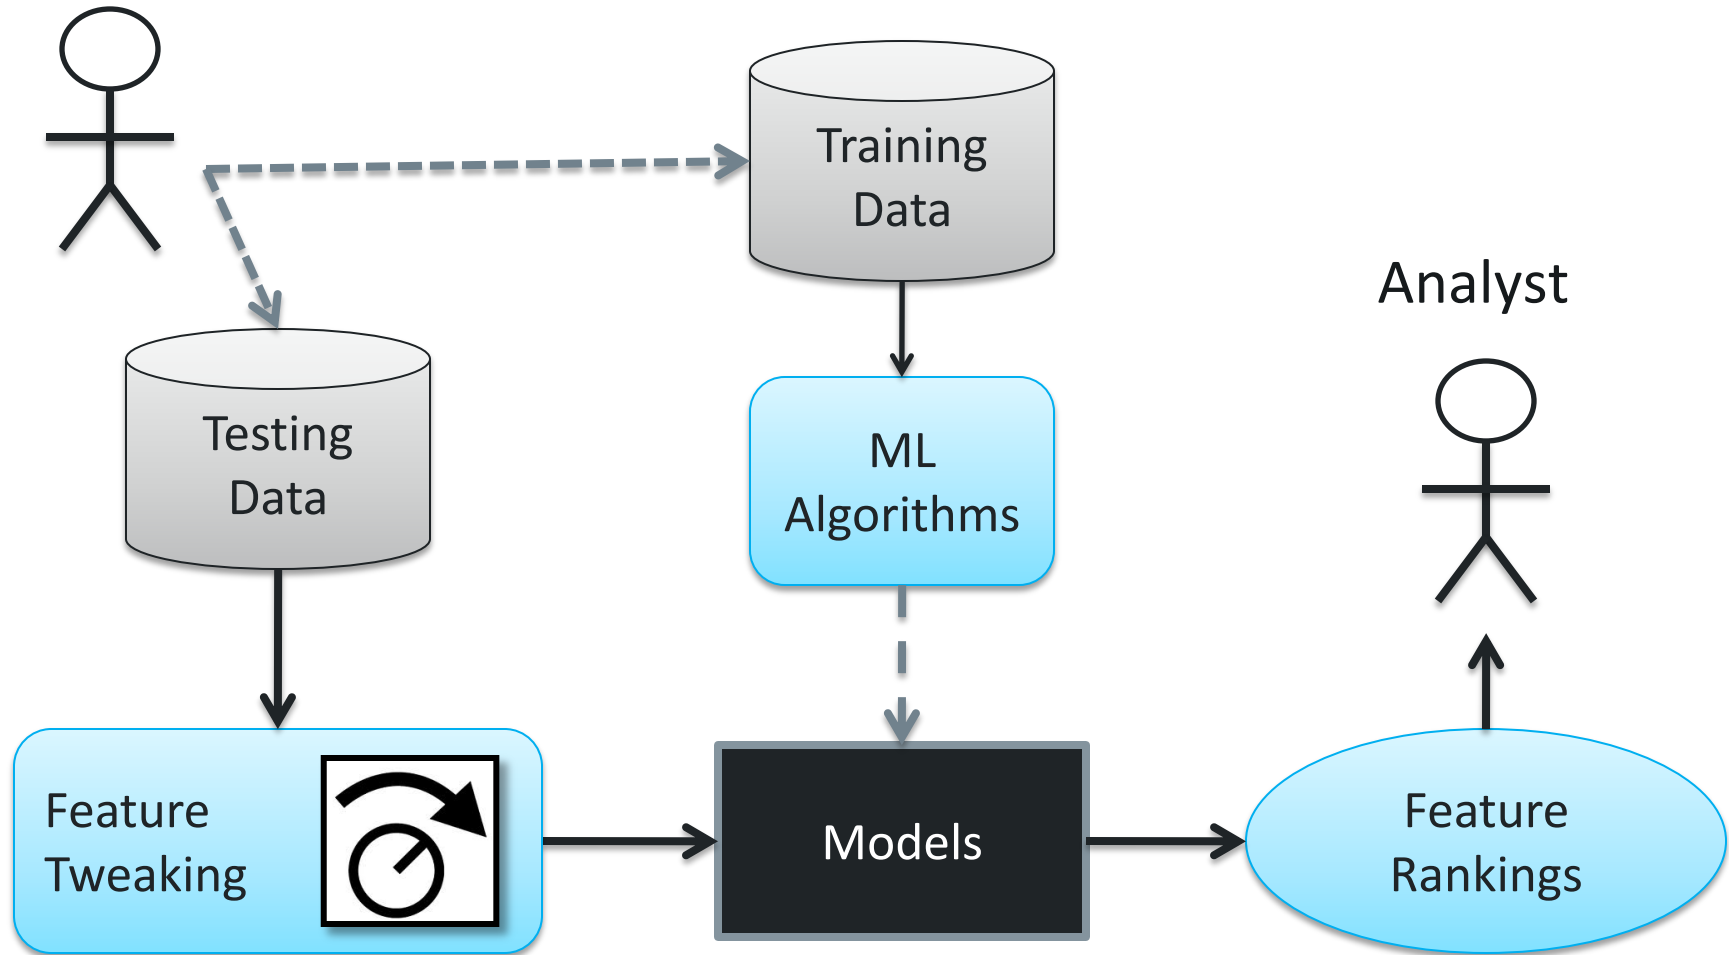 Training
Data
Analyst
Testing
Data
ML
Algorithms
Feature
Tweaking
Models
Feature
Rankings